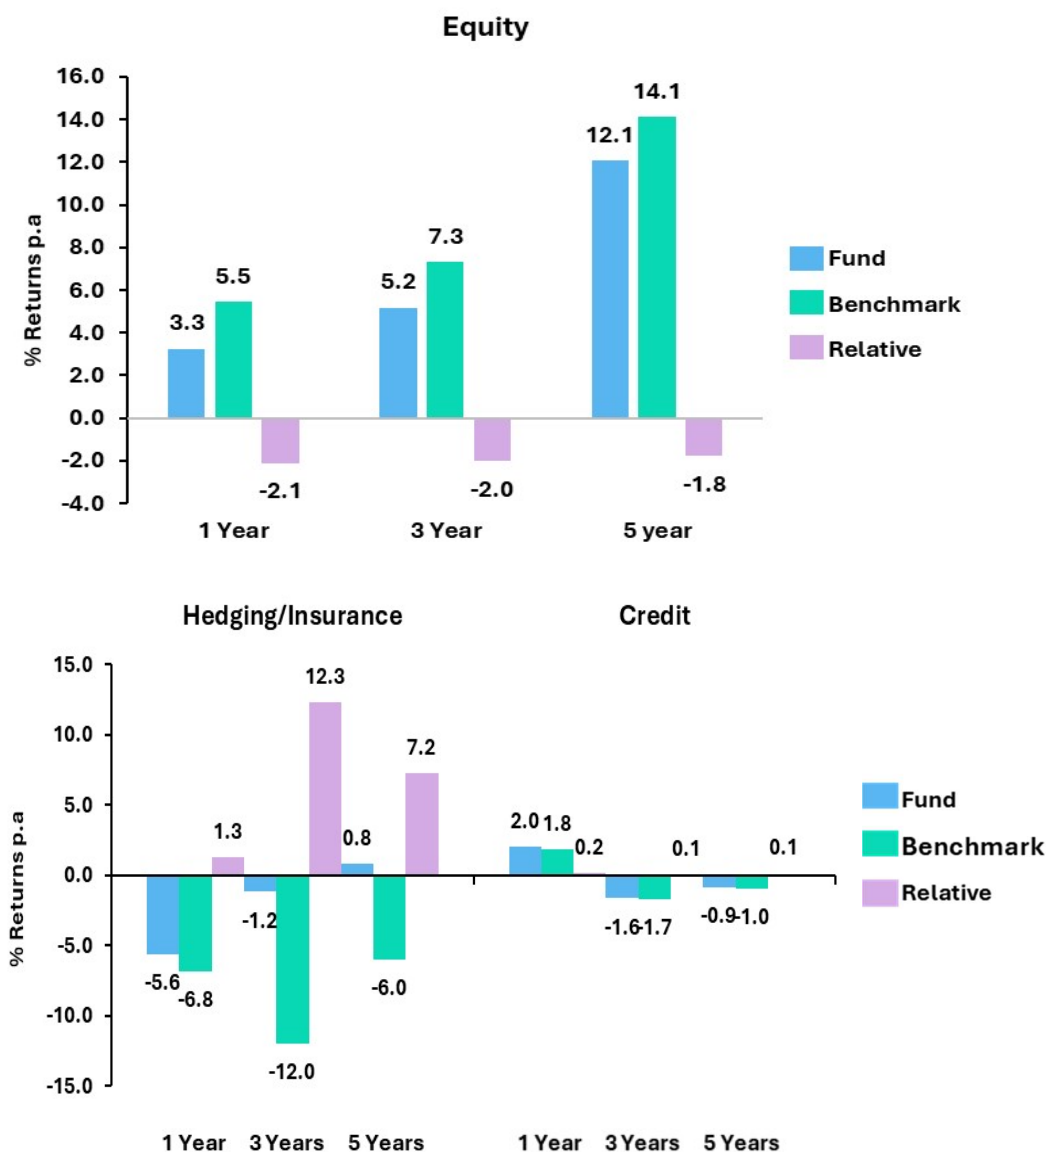 Equity
16.0
14.0
12.0
10.0
8.0
6.0
4.0
2.0
0.0
-2.0
-4.0
% Returns p.a
3.3
5.5
-2.1
5.2
7.3
-2.0
12.1
14.1
-1.8
1 Year
3 Year
5 year
Fund
Benchmark
Relative
Hedging/Insurance
Credit
15.0
10.0
5.0
0.0
-5.0
-10.0
-15.0
% Returns p.a
-5.6
-6.8
1.3
-1.2
-12.0
12.3
0.8
-6.0
7.2
2.0
1.8
0.2
-1.6
-1.7
0.1
-0.9
-1.0
0.1
1 Year
3 Years
5 Years
1 Year
3 Years
5 Years
Fund
Benchmark
Relative